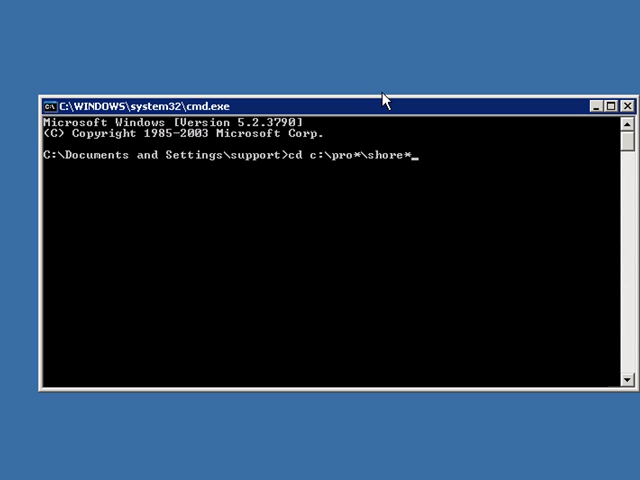 C:\WINDOWS\system32\cmd.exe
Microsoft Windows [Version 5.2.3790]
(C) Copyright 1985-2003 Microsoft Corp.
C:\Documents and Settings\support>cd c:\pro*\shore*_